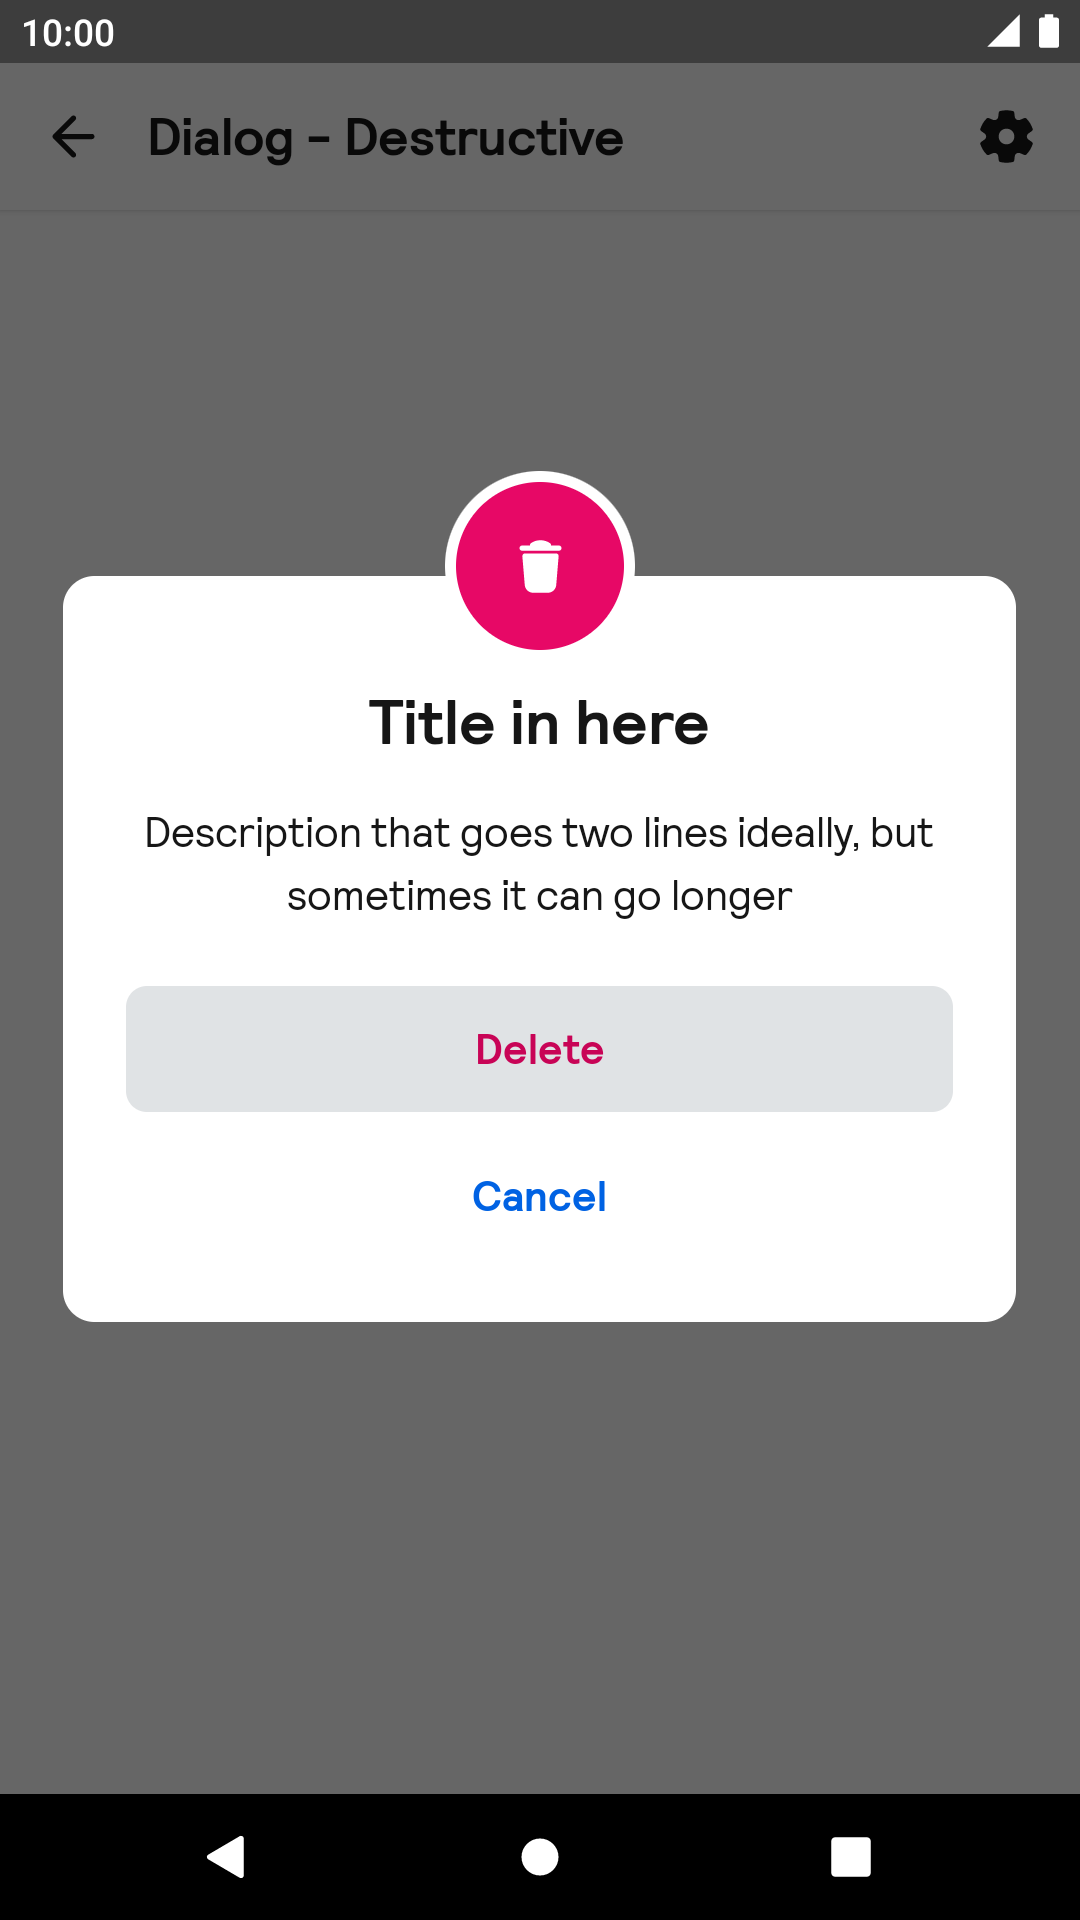 10:00
Dialog - Destructive
Title in here
Description that goes two lines ideally, but
sometimes it can go longer
Delete
Cancel